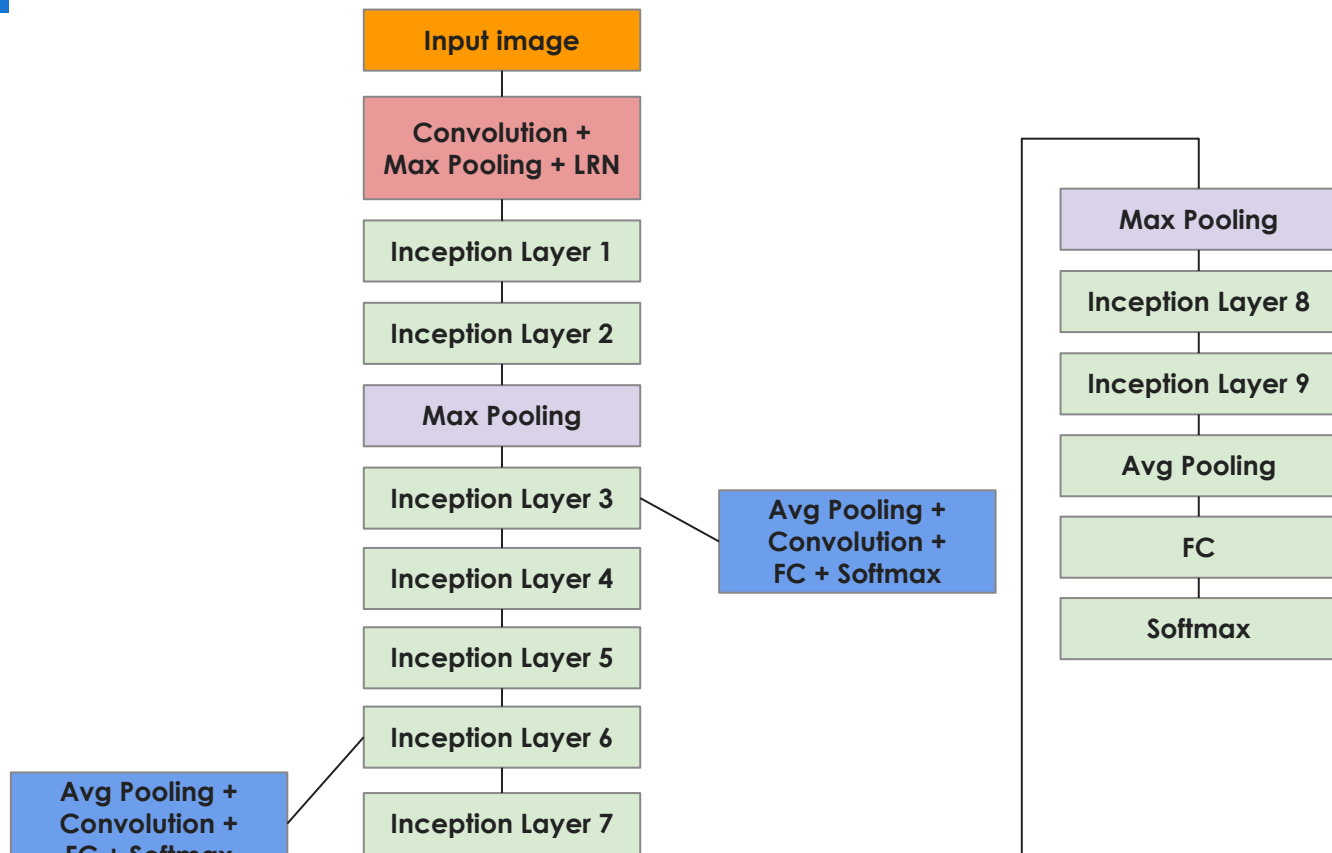 Input image
Convolution +
Max Pooling + LRN
Inception Layer 1
Inception Layer 2
Max Pooling
Inception Layer 3
Avg Pooling +
Convolution +
FC + Softmax
Inception Layer 4
Inception Layer 5
Inception Layer 6
Avg Pooling +
Convolution +
FC + Softmax
Inception Layer 7
Max Pooling
Inception Layer 8
Inception Layer 9
Avg Pooling
FC
Softmax